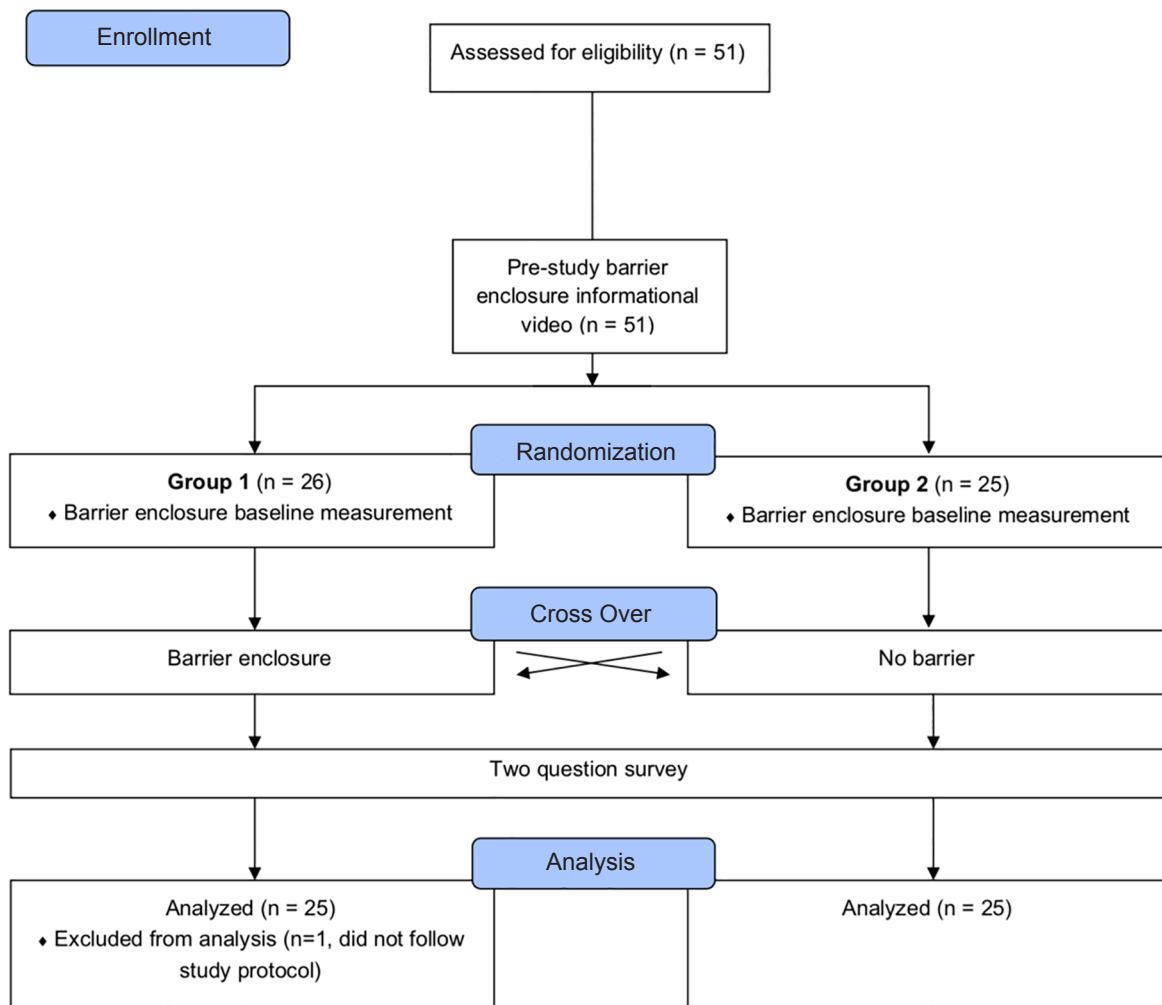 Enrollment
Assessed for eligibility (n = 51)
Pre-study barrier
enclosure informational
video (n = 51)
Randomization
Group 1 (n = 26)
♦ Barrier enclosure baseline measurement
Group 2 (n = 25)
♦ Barrier enclosure baseline measurement
Cross Over
Barrier enclosure
No barrier
Two question survey
Analysis
Analyzed (n = 25)
♦ Excluded from analysis (n=1, did not follow
study protocol)
Analyzed (n = 25)